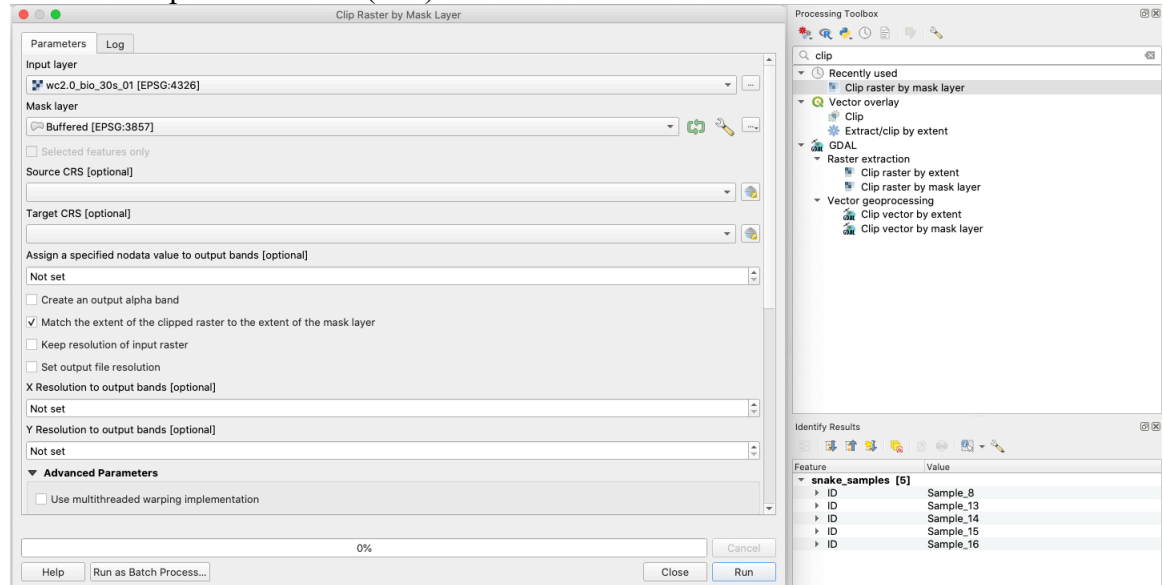 Clip Raster by Mask Layer
Parameters
Log
Input layer
wc2.0_bio_30s_01 [EPSG:4326]
Mask layer
Buffered [EPSG:3857]
Selected features only
Source CRS [optional]
Target CRS [optional]
Assign a specified nodata value to output bands [optional]
Not set
Create an output alpha band
Match the extent of the clipped raster to the extent of the mask layer
Keep resolution of input raster
Set output file resolution
X Resolution to output bands [optional]
Not set
Y Resolution to output bands [optional]
Not set
Advanced Parameters
Use multithreaded warping implementation
0%
Cancel
Help
Run as Batch Process...
Close
Run
Processing Toolbox
clip
Recently used
Clip raster by mask layer
Vector overlay
Clip
Extract/clip by extent
GDAL
Raster extraction
Clip raster by extent
Clip raster by mask layer
Vector geoprocessing
Clip vector by extent
Clip vector by mask layer
Identify Results
Feature Value
snake_samples [5]
ID Sample_8
ID Sample_13
ID Sample_14
ID Sample_15
ID Sample_16